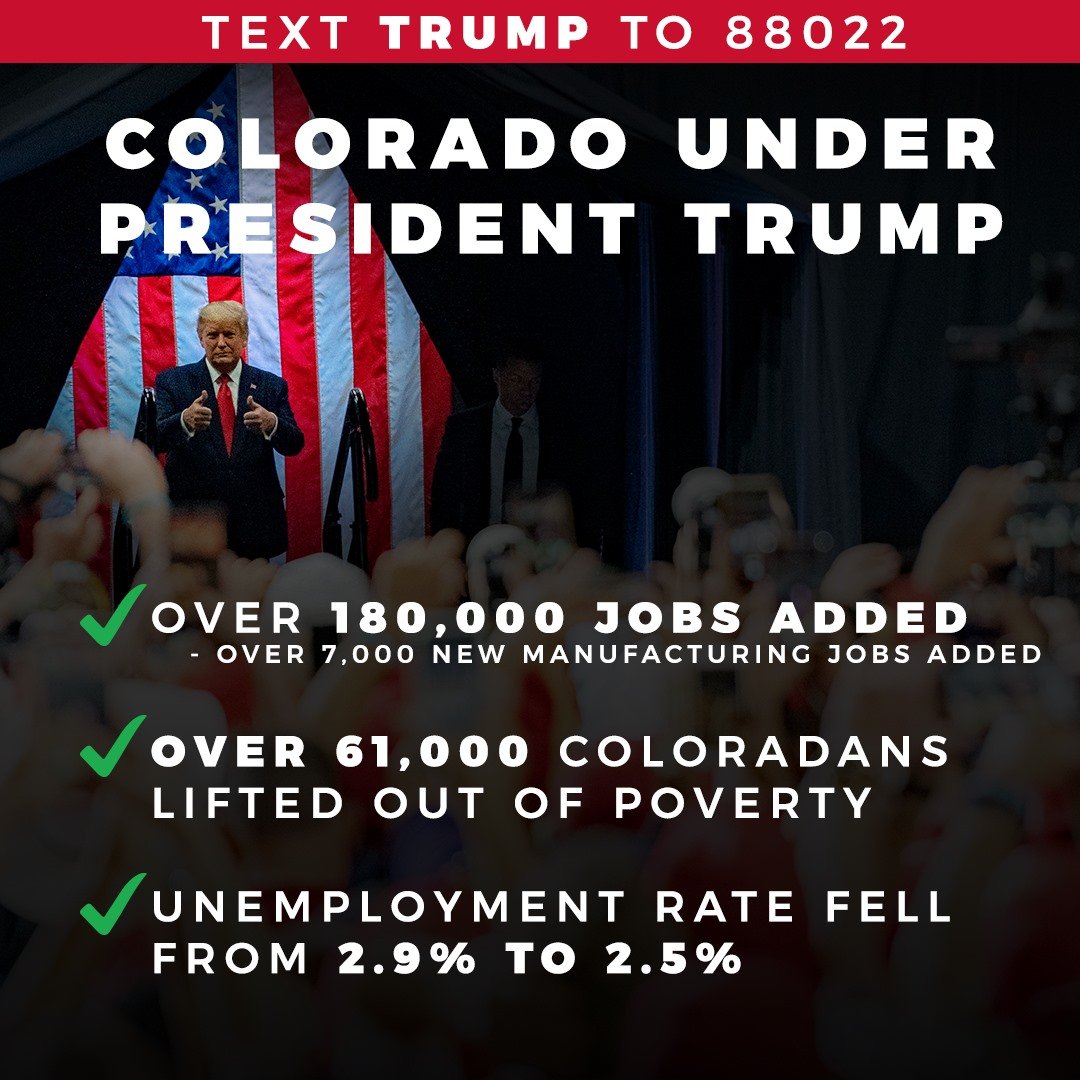 TEXT TRUMP TO 88022
COLORADO UNDER
PRESIDENT TRUMP
OVER 180,000 JOBS ADDED
- OVER 7,000 NEW MANUFACTURING JOBS ADDED
OVER 61,000 COLORADANS
LIFTED OUT OF POVERTY
UNEMPLOYMENT RATE FELL
FROM 2.9% TO 2.5%